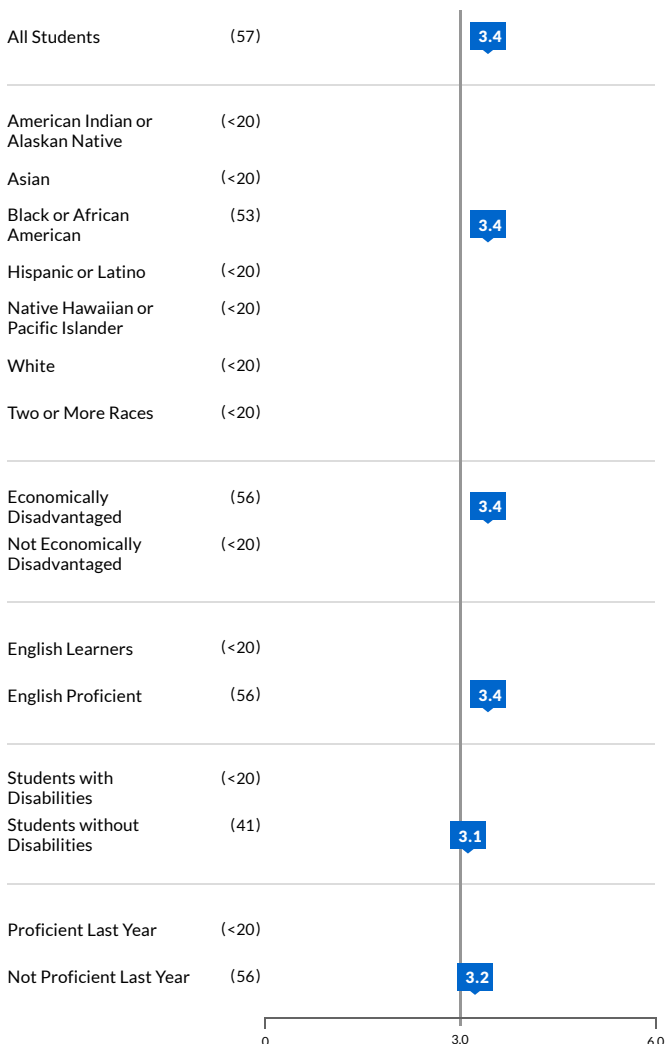 All Students (57) 3.4
American Indian or (<20)
Alaskan Native
Asian (<20)
Black or African (53) 3.4
American
Hispanic or Latino (<20)
Native Hawaiian or (<20)
Pacific Islander
White (<20)
Two or More Races (<20)
Economically (56) 3.4
Disadvantaged
Not Economically (<20)
Disadvantaged
English Learners (<20)
English Proficient (56) 3.4
Students with (<20)
Disabilities
Students without (41) 3.1
Disabilities
Proficient Last Year (<20)
Not Proficient Last Year (56) 3.2
0 3.0 6.0